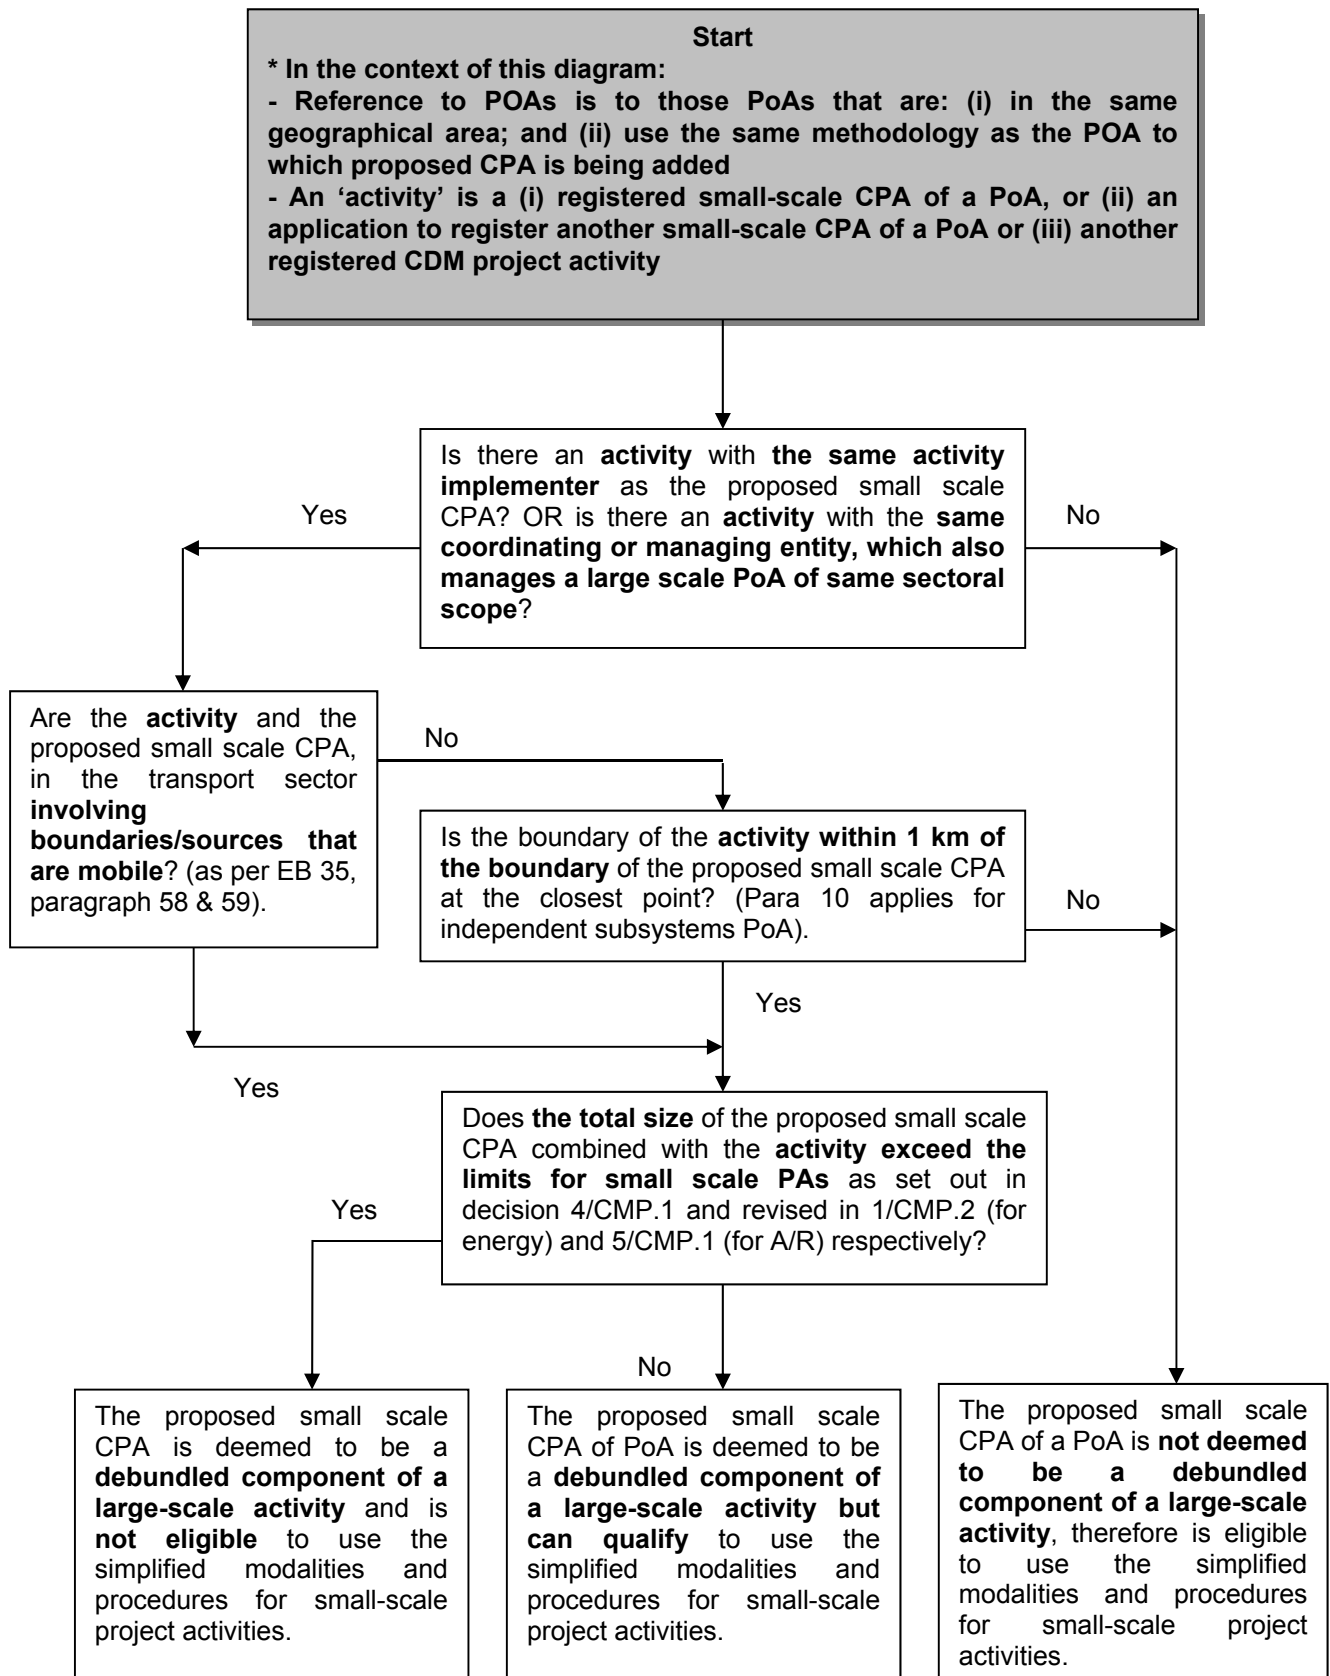 Start
* In the context of this diagram:
- Reference to POAs is to those PoAs that are: (i) in the same
geographical area; and (ii) use the same methodology as the POA to
which proposed CPA is being added
- An ‘activity’ is a (i) registered small-scale CPA of a PoA, or (ii) an
application to register another small-scale CPA of a PoA or (iii) another
registered CDM project activity
Is there an activity with the same activity
implementer as the proposed small scale
CPA? OR is there an activity with the same
coordinating or managing entity, which also
manages a large scale PoA of same sectoral
scope?
Yes
No
Are the activity and the
proposed small scale CPA,
in the transport sector
involving
boundaries/sources that
are mobile? (as per EB 35,
paragraph 58 & 59).
No
Is the boundary of the activity within 1 km of
the boundary of the proposed small scale CPA
at the closest point? (Para 10 applies for
independent subsystems PoA).
No
Yes
Yes
Does the total size of the proposed small scale
CPA combined with the activity exceed the
limits for small scale PAs as set out in
decision 4/CMP.1 and revised in 1/CMP.2 (for
energy) and 5/CMP.1 (for A/R) respectively?
Yes
No
The proposed small scale
CPA is deemed to be a
debundled component of a
large-scale activity and is
not eligible to use the
simplified modalities and
procedures for small-scale
project activities.
The proposed small scale
CPA of PoA is deemed to be
a debundled component of
a large-scale activity but
can qualify to use the
simplified modalities and
procedures for small-scale
project activities.
The proposed small scale
CPA of a PoA is not deemed
to be a debundled
component of a large-scale
activity, therefore is eligible
to use the simplified
modalities and procedures
for small-scale project
activities.